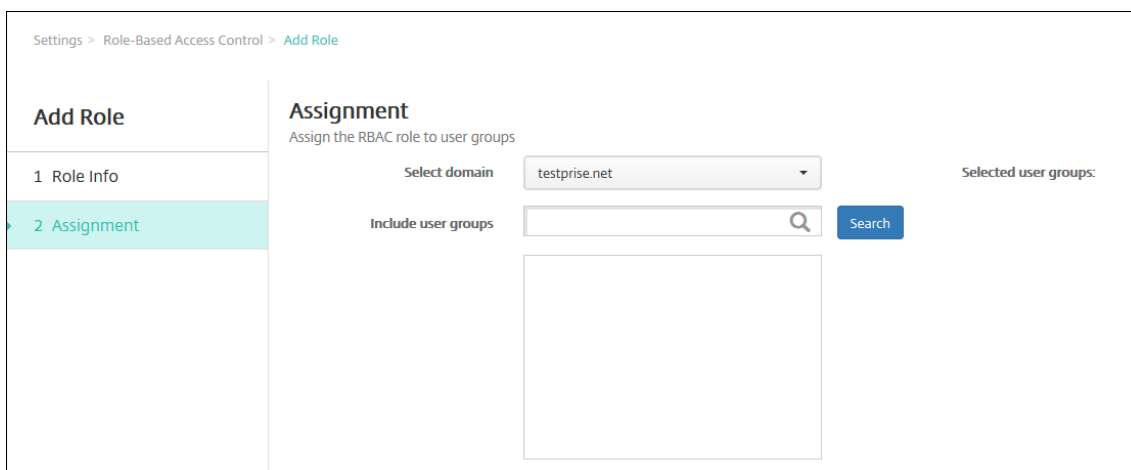 Settings > Role-Based Access Control > Add Role
Add Role
1 Role Info
2 Assignment
Assignment
Assign the RBAC role to user groups
Select domain
testprise.net
Selected user groups:
Include user groups
Search